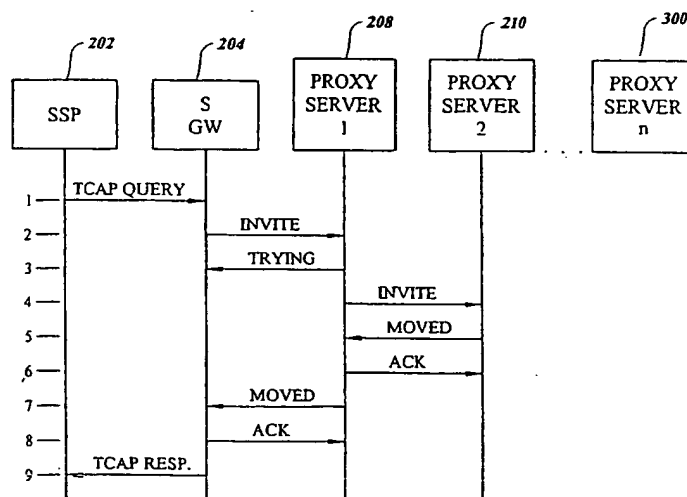 202
204
208
210
300
SSP
S
GW
PROXY
SERVER
1
PROXY
SERVER
2
PROXY
SERVER
n
1
TCAP QUERY
2
INVITE
3
TRYING
4
INVITE
5
MOVED
6
ACK
7
MOVED
8
ACK
9
TCAP RESP.